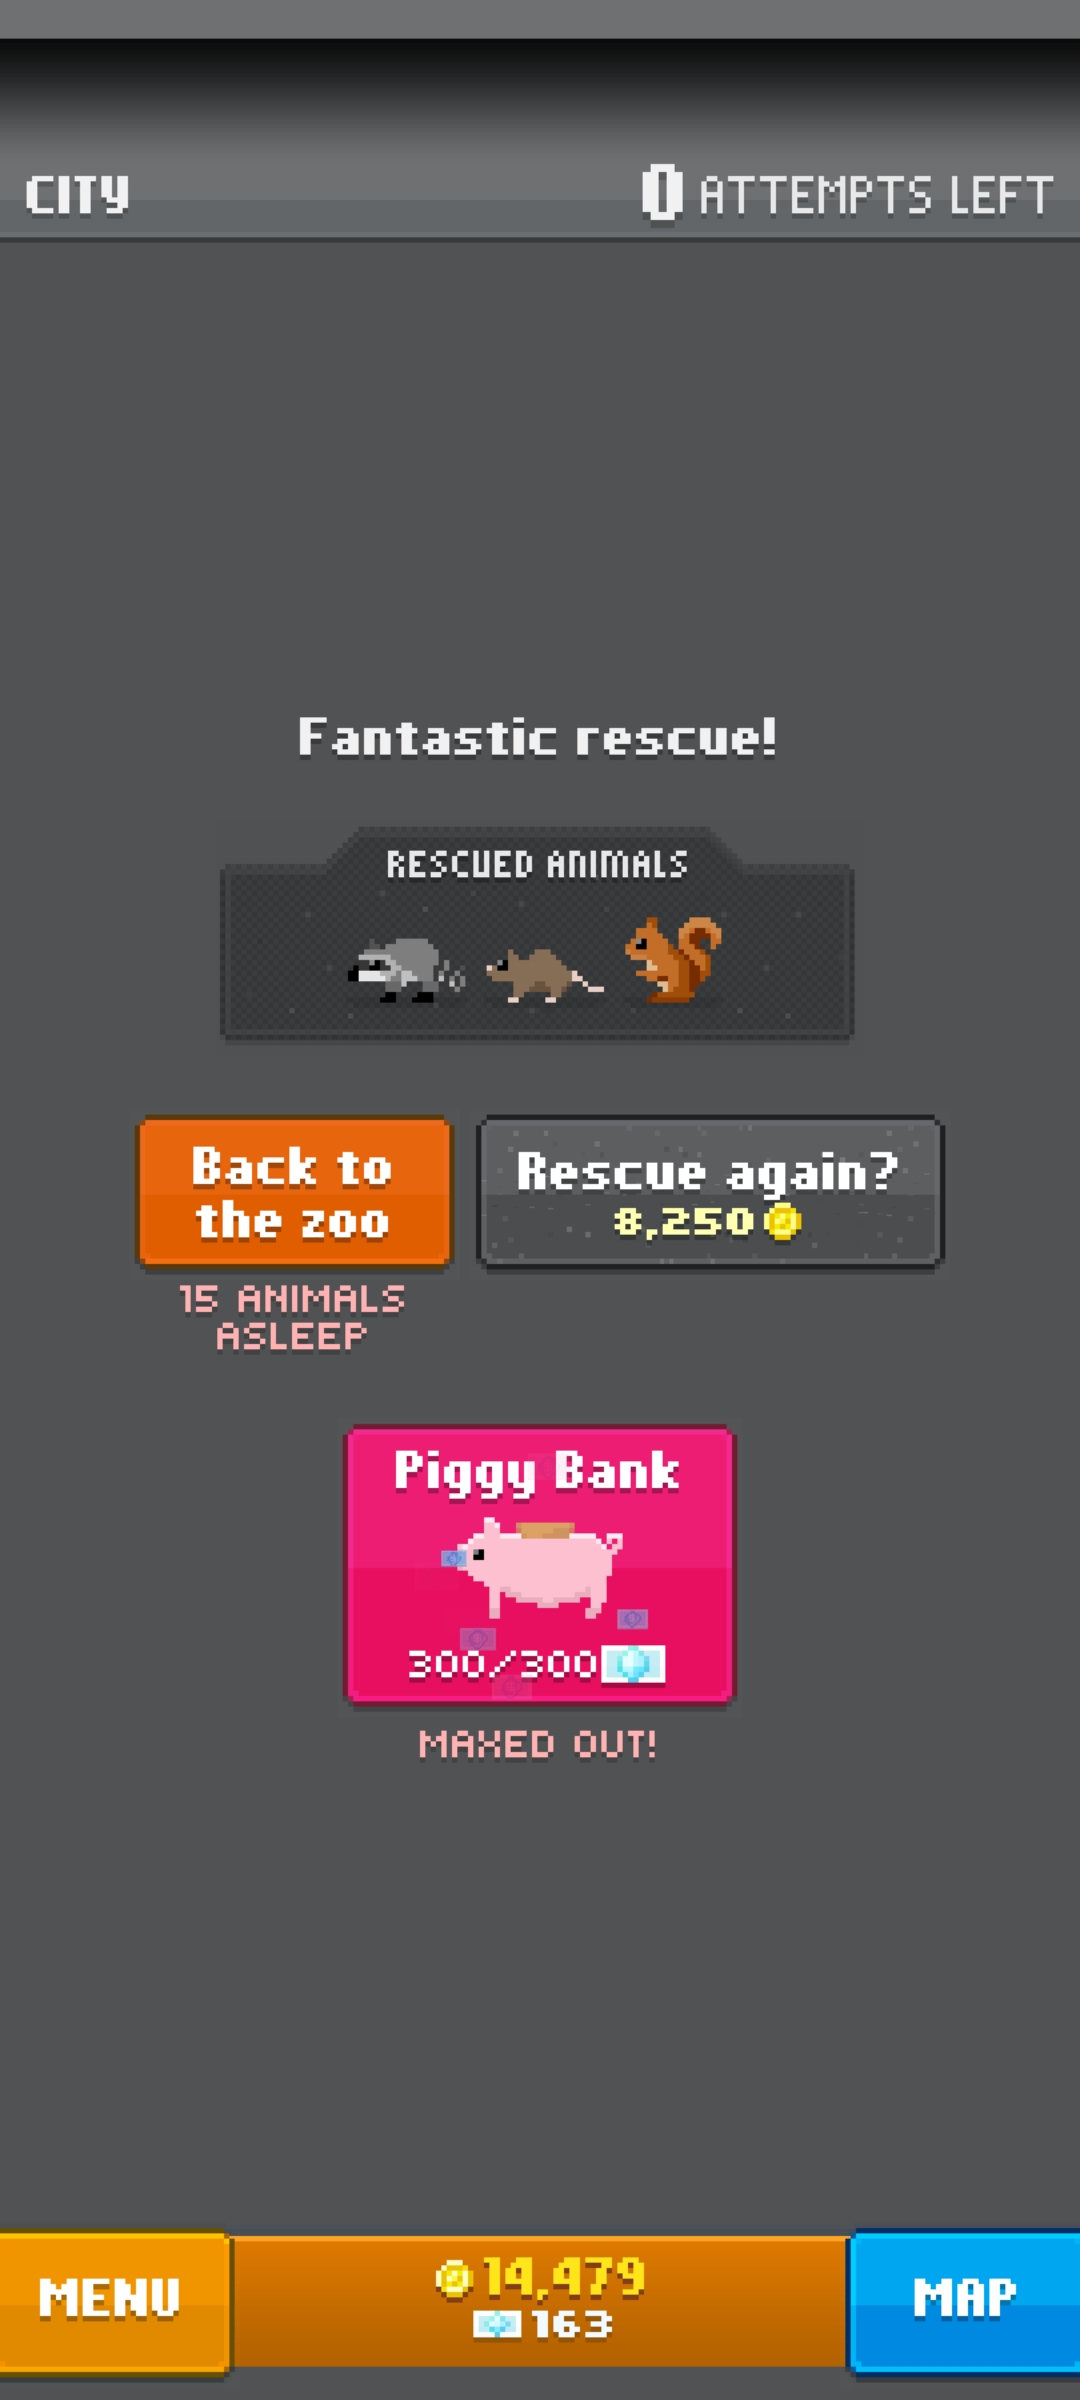 CITY
0 ATTEMPTS LEFT
Fantastic rescue!
RESCUED ANIMALS
Back to
the zoo
Rescue again?
8,250
15 ANIMALS
ASLEEP
Piggy Bank
300/300
MAXED OUT!
MENU
14,479
163
MAP